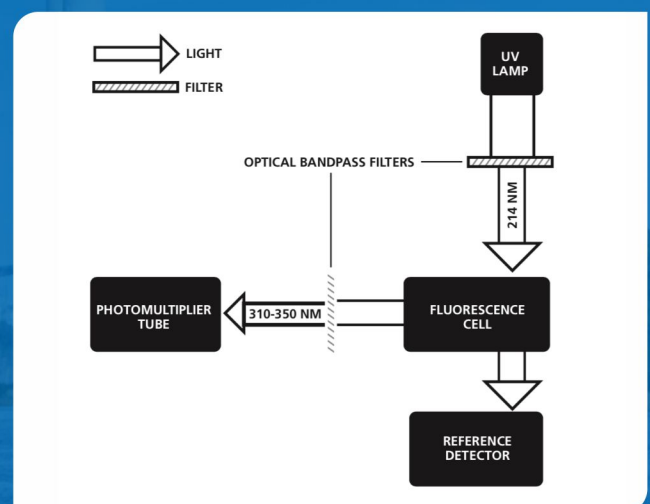 LIGHT
FILTER
UV
LAMP
OPTICAL BANDPASS FILTERS
214 NM
PHOTOMULTIPLIER
TUBE
310-350 NM
FLUORESCENCE
CELL
REFERENCE
DETECTOR